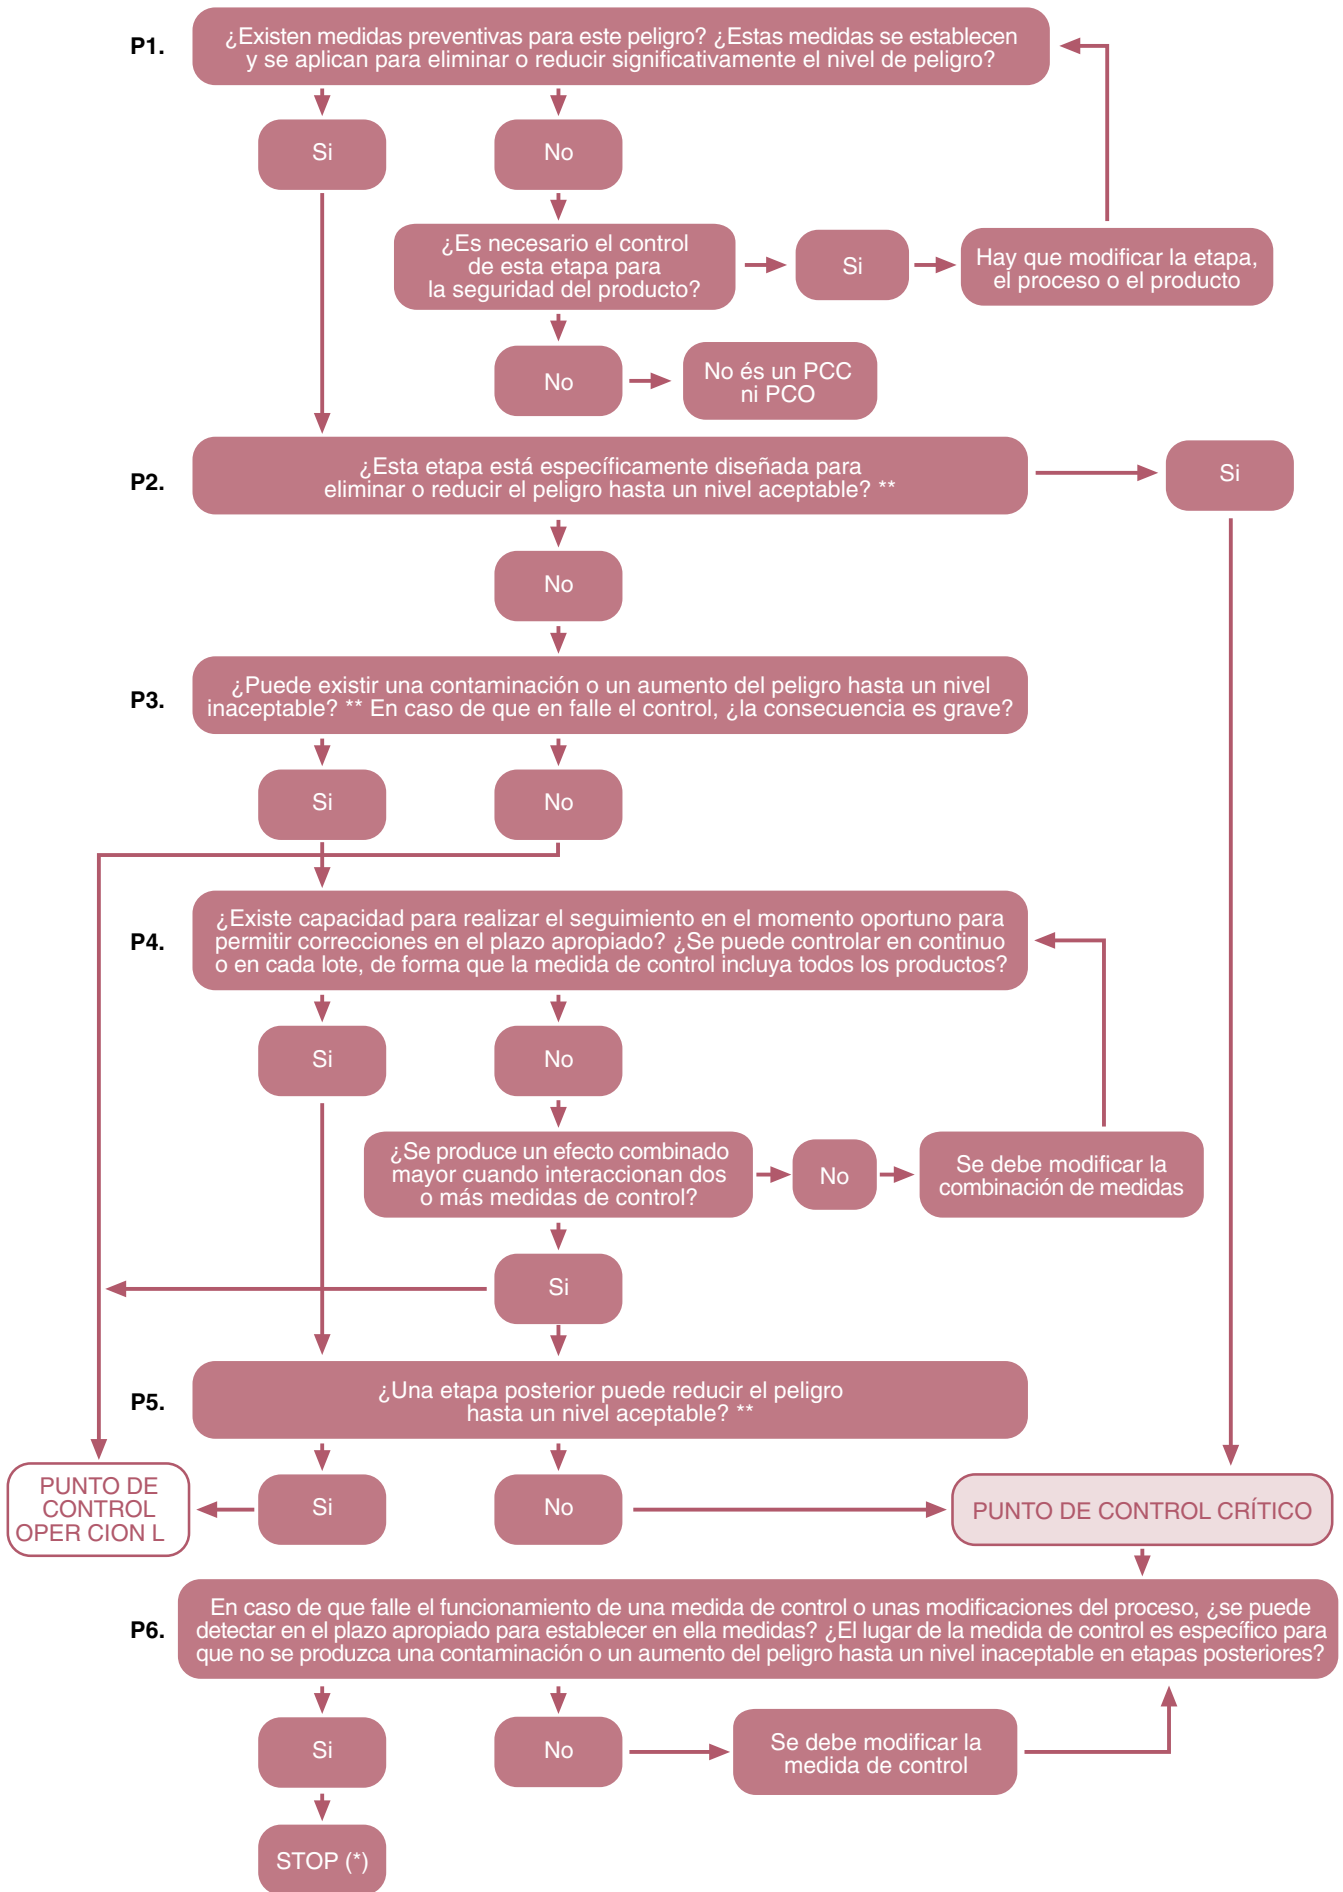 P1.
¿Existen medidas preventivas para este peligro? ¿Estas medidas se establecen
y se aplican para eliminar o reducir significativamente el nivel de peligro?
Si
No
¿Es necesario el control
de esta etapa para
la seguridad del producto?
Si
Hay que modificar la etapa,
el proceso o el producto
No
No és un PCC
ni PCO
P2.
¿Esta etapa está específicamente diseñada para
eliminar o reducir el peligro hasta un nivel aceptable? **
Si
No
P3.
¿Puede existir una contaminación o un aumento del peligro hasta un nivel
inaceptable? ** En caso de que en falle el control, ¿la consecuencia es grave?
Si
No
P4.
¿Existe capacidad para realizar el seguimiento en el momento oportuno para
permitir correcciones en el plazo apropiado? ¿Se puede controlar en continuo
o en cada lote, de forma que la medida de control incluya todos los productos?
Si
No
¿Se produce un efecto combinado
mayor cuando interaccionan dos
o más medidas de control?
No
Se debe modificar la
combinación de medidas
Si
P5.
¿Una etapa posterior puede reducir el peligro
hasta un nivel aceptable? **
PUNTO DE
CONTROL
OPER CION L
Si
No
PUNTO DE CONTROL CRÍTICO
P6.
En caso de que falle el funcionamiento de una medida de control o unas modificaciones del proceso, ¿se puede
detectar en el plazo apropiado para establecer en ella medidas? ¿El lugar de la medida de control es específico para
que no se produzca una contaminación o un aumento del peligro hasta un nivel inaceptable en etapas posteriores?
Si
No
Se debe modificar la
medida de control
STOP (*)